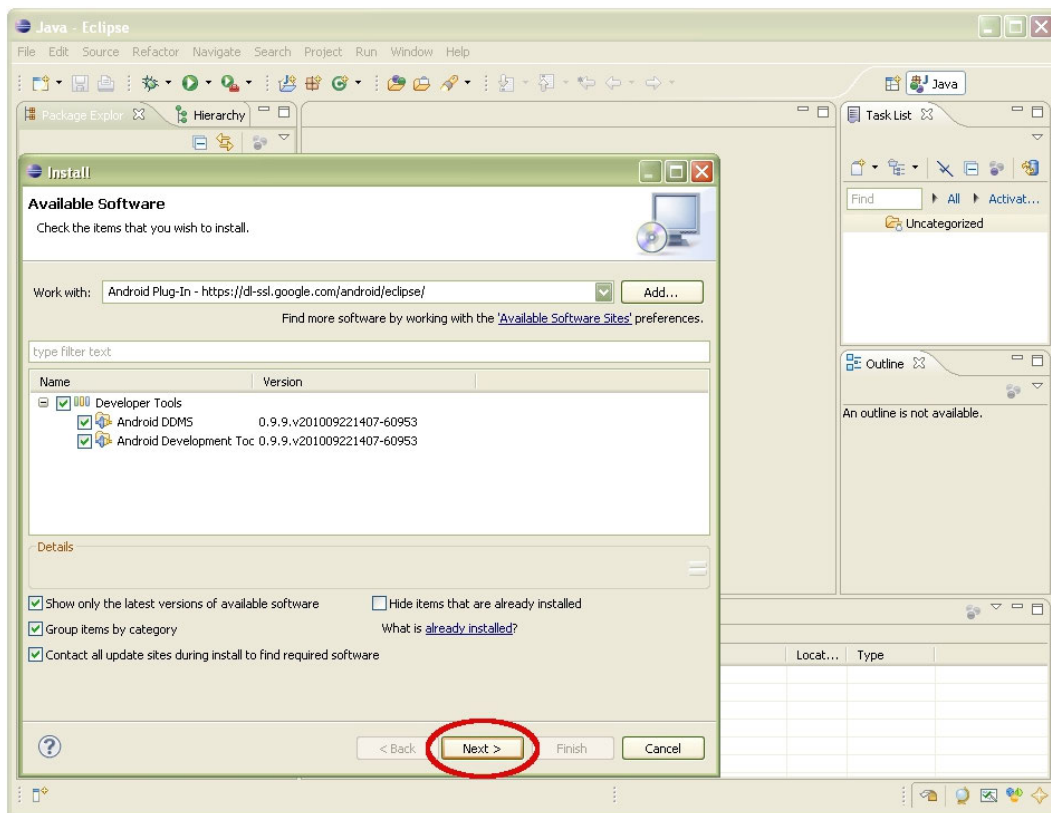 Java - Eclipse
File Edit Source Refactor Navigate Search Project Run Window Help
Java
Package Explor Hierarchy
Task List
Install
Available Software
Check the items that you wish to install.
Find All Activat...
Uncategorized
Work with: Android Plug-In - https://dl-ssl.google.com/android/eclipse/ Add...
Find more software by working with the 'Available Software Sites' preferences.
type filter text
Name Version
Developer Tools
Android DDMS 0.9.9.v201009221407-60953
Android Development Toc 0.9.9.v201009221407-60953
Outline
An outline is not available.
Details
Show only the latest versions of available software Hide items that are already installed
Group items by category What is already installed?
Contact all update sites during install to find required software
Locat... Type
< Back Next > Finish Cancel